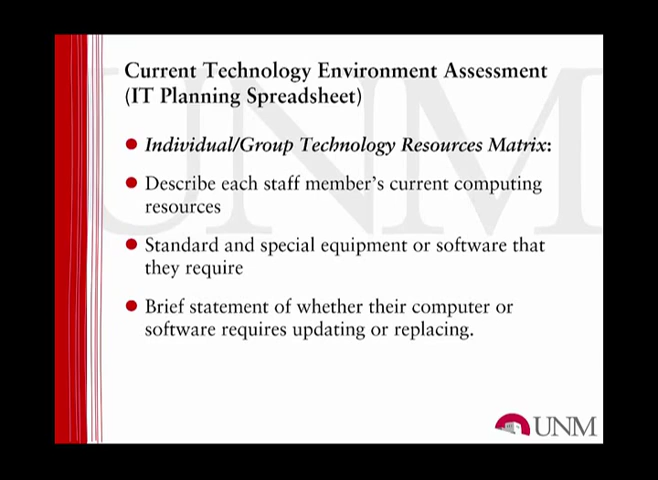 Current Technology Environment Assessment
(IT Planning Spreadsheet)
Individual/Group Technology Resources Matrix:
Describe each staff member's current computing
resources
Standard and special equipment or software that
they require
Brief statement of whether their computer or
software requires updating or replacing.
UNM
UNM